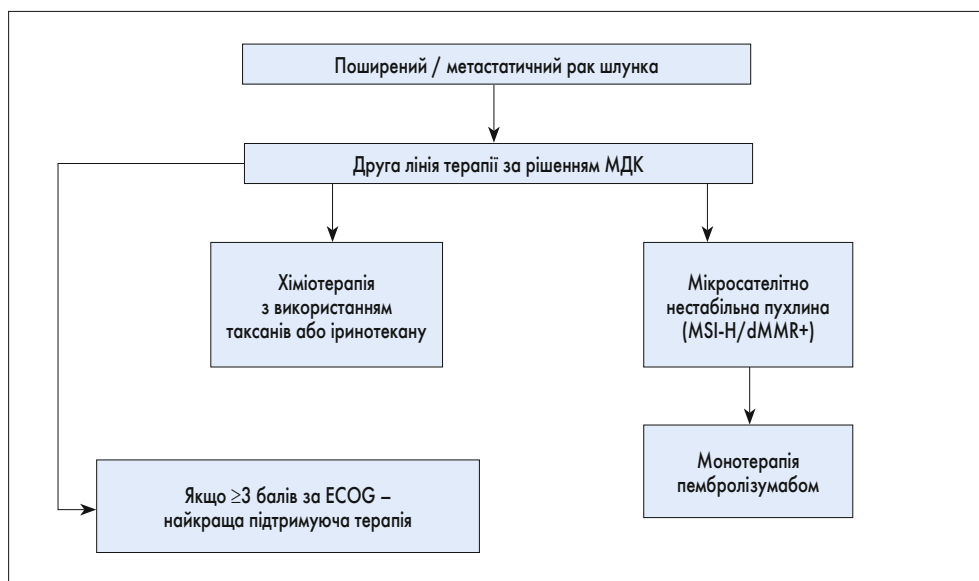 Поширений / метастатичний рак шлунка
Друга лінія терапії за рішенням МДК
Хіміотерапія
з використанням
таксанів або іринотекану
Мікросателітно
нестабільна пухлина
(MSI-H/dMMR+)
Монотерапія
пембролізумабом
Якщо ≥3 балів за ECOG –
найкраща підтримуюча терапія